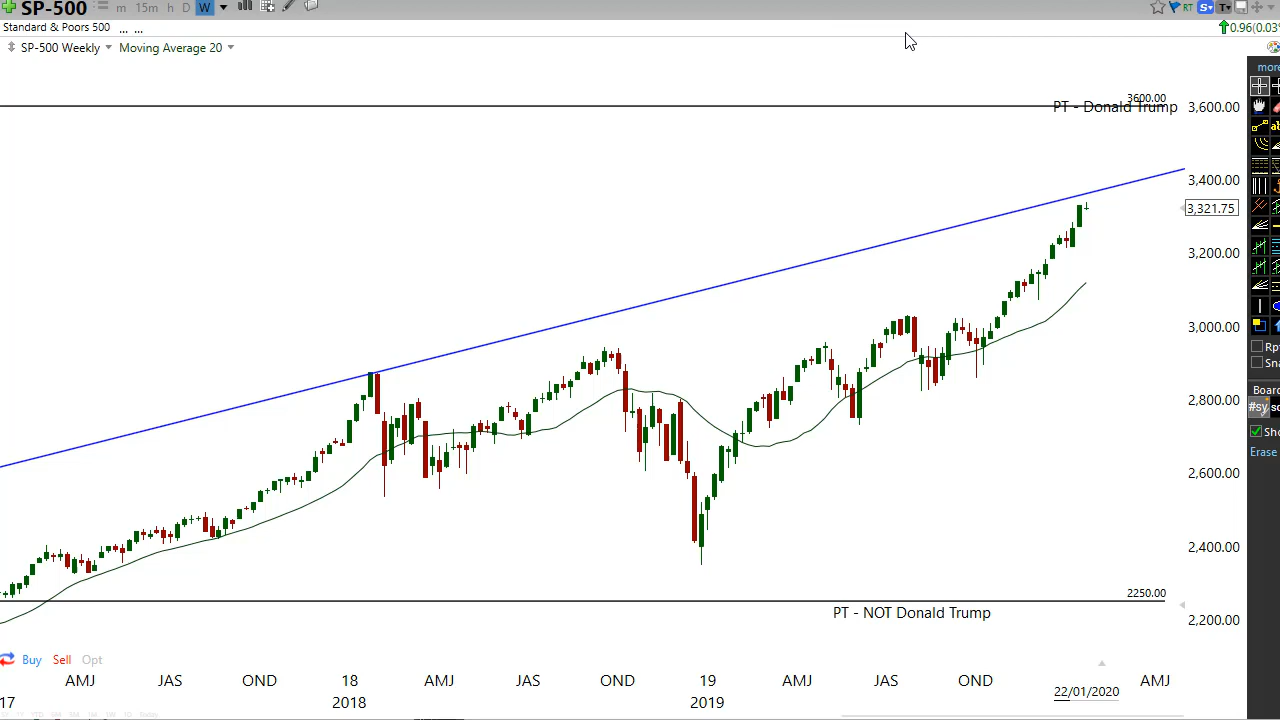 SP-500 m 15m h D W RT S T
Standard & Poors 500 ... ... 0.96(0.03
SP-500 Weekly Moving Average 20
more
3600.00
PT - Donald Trump 3,600.00
3,400.00
3,321.75
3,200.00
3,000.00
Rpt
Sna
2,800.00
Board
#sy sc
Sho
Erase
2,600.00
2,400.00
2250.00
PT - NOT Donald Trump
2,200.00
Buy Sell Opt
AMJ JAS OND 18 AMJ JAS OND 19 AMJ JAS OND AMJ
17 2018 2019 22/01/2020